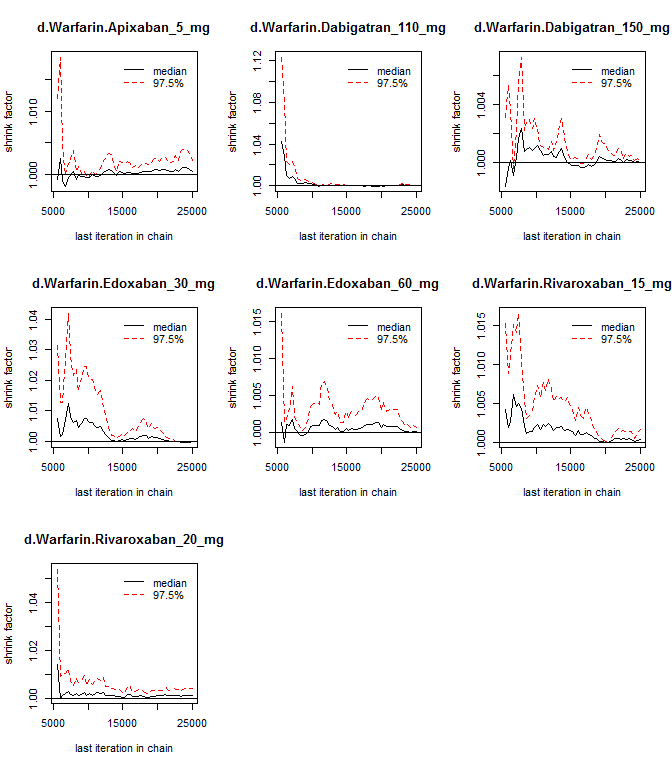 d.Warfarin.Apixaban_5_mg
shrink factor
1.000
1.010
median
97.5%
5000
15000
25000
last iteration in chain
d.Warfarin.Dabigatran_110_mg
shrink factor
1.00
1.04
1.08
1.12
median
97.5%
5000
15000
25000
last iteration in chain
d.Warfarin.Dabigatran_150_mg
shrink factor
1.000
1.004
median
97.5%
5000
15000
25000
last iteration in chain
d.Warfarin.Edoxaban_30_mg
shrink factor
1.00
1.01
1.02
1.03
1.04
median
97.5%
5000
15000
25000
last iteration in chain
d.Warfarin.Edoxaban_60_mg
shrink factor
1.000
1.005
1.010
1.015
median
97.5%
5000
15000
25000
last iteration in chain
d.Warfarin.Rivaroxaban_15_mg
shrink factor
1.000
1.005
1.010
1.015
median
97.5%
5000
15000
25000
last iteration in chain
d.Warfarin.Rivaroxaban_20_mg
shrink factor
1.00
1.02
1.04
median
97.5%
5000
15000
25000
last iteration in chain